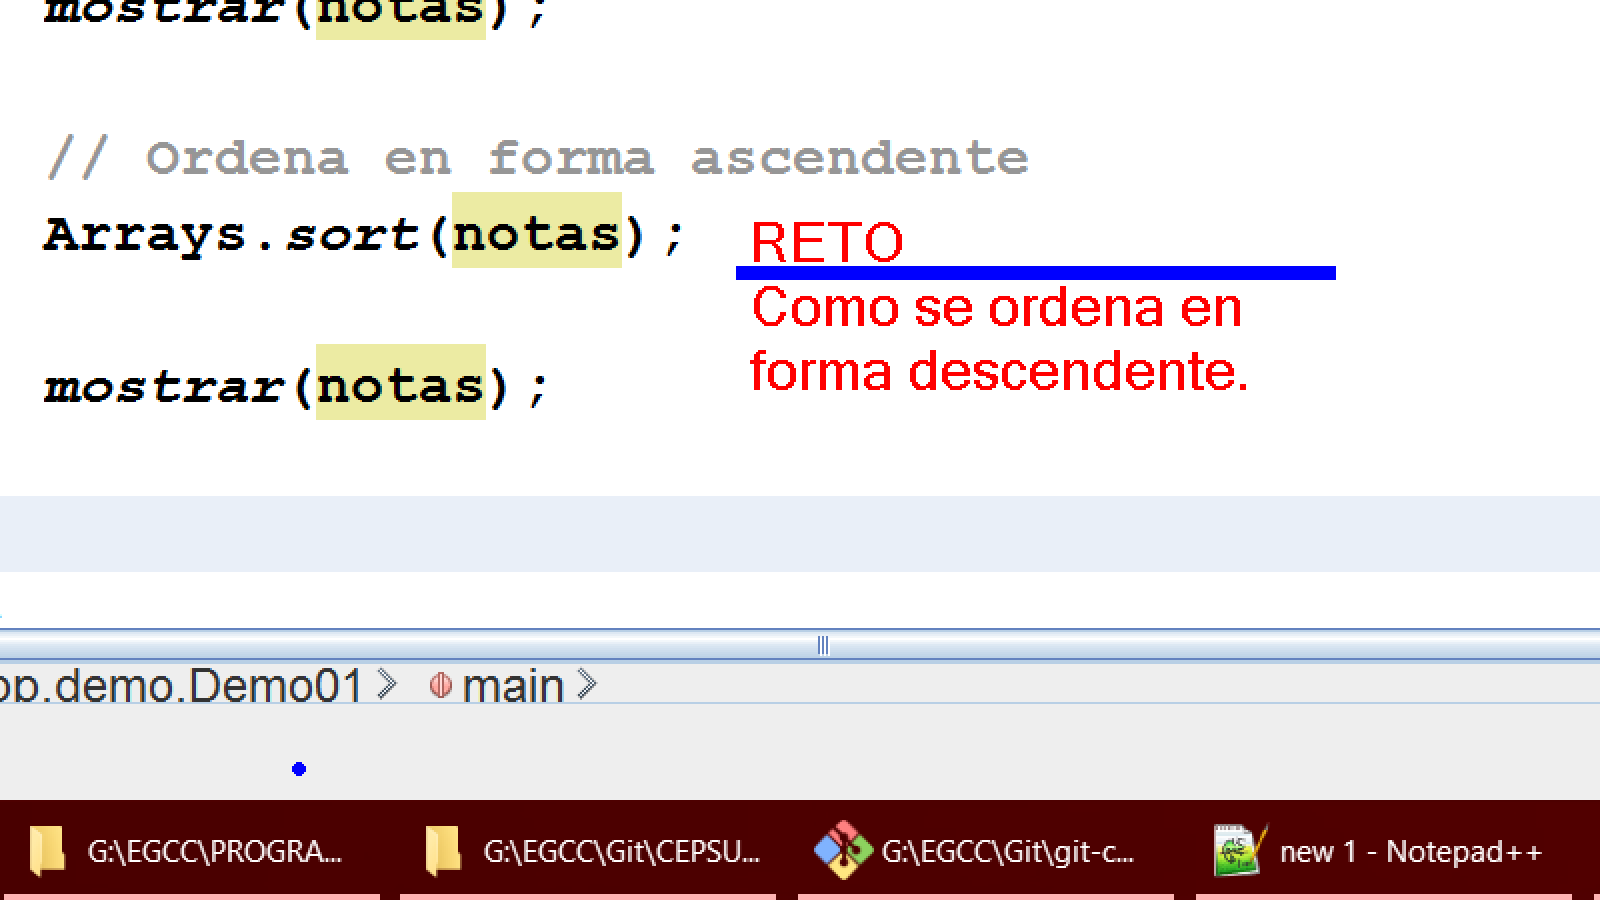 mostrar(notas);
// Ordena en forma ascendente
Arrays.sort(notas);
RETO
Como se ordena en
forma descendente.
mostrar(notas);
op.demo.Demo01 main
G:\EGCC\PROGRA...
G:\EGCC\Git\CEPSU...
G:\EGCC\Git\git-c...
new 1 - Notepad++